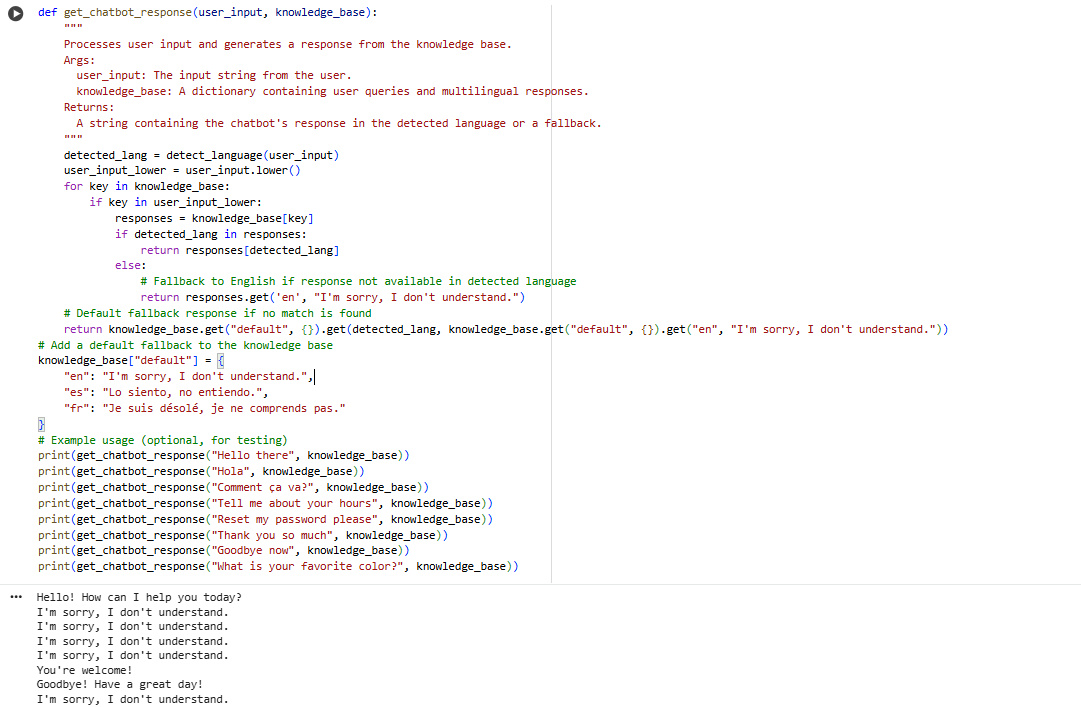 def get_chatbot_response(user_input, knowledge_base):
"""
Processes user input and generates a response from the knowledge base.
Args:
user_input: The input string from the user.
knowledge_base: A dictionary containing user queries and multilingual responses.
Returns:
A string containing the chatbot's response in the detected language or a fallback.
"""
detected_lang = detect_language(user_input)
user_input_lower = user_input.lower()
for key in knowledge_base:
if key in user_input_lower:
responses = knowledge_base[key]
if detected_lang in responses:
return responses[detected_lang]
else:
# Fallback to English if response not available in detected language
return responses.get('en', "I'm sorry, I don't understand.")
# Default fallback response if no match is found
return knowledge_base.get("default", {}).get(detected_lang, knowledge_base.get("default", {}).get("en", "I'm sorry, I don't understand."))
# Add a default fallback to the knowledge base
knowledge_base["default"] = {
"en": "I'm sorry, I don't understand.",
"es": "Lo siento, no entiendo.",
"fr": "Je suis désolé, je ne comprends pas."
}
# Example usage (optional, for testing)
print(get_chatbot_response("Hello there", knowledge_base))
print(get_chatbot_response("Hola", knowledge_base))
print(get_chatbot_response("Comment ça va?", knowledge_base))
print(get_chatbot_response("Tell me about your hours", knowledge_base))
print(get_chatbot_response("Reset my password please", knowledge_base))
print(get_chatbot_response("Thank you so much", knowledge_base))
print(get_chatbot_response("Goodbye now", knowledge_base))
print(get_chatbot_response("What is your favorite color?", knowledge_base))
Hello! How can I help you today?
I'm sorry, I don't understand.
I'm sorry, I don't understand.
I'm sorry, I don't understand.
I'm sorry, I don't understand.
You're welcome!
Goodbye! Have a great day!
I'm sorry, I don't understand.